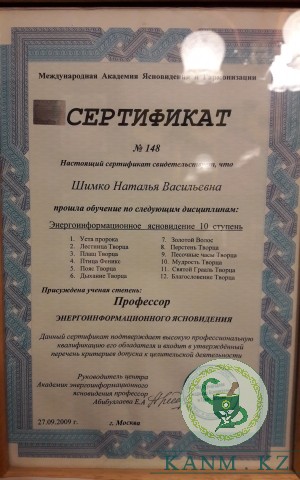 Международная Академия Ясновидения и Гармонизации
СЕРТИФИКАТ
№ 148
Настоящий сертификат свидетельствует, что
Шимко Наталья Васильевна
прошла обучение по следующим дисциплинам:
Энергоинформационное ясновидение 10 ступень
1. Уста пророка
2. Лестница Творца
3. Плащ Творца
4. Птица Феникс
5. Пояс Творца
6. Дыхание Творца
7. Золотой Волос
8. Перстень Творца
9. Песочные часы Творца
10. Мудрость Творца
11. Святой Грааль Творца
12. Благословение Творца
Присуждена ученая степень:
Профессор
ЭНЕРГОИНФОРМАЦИОННОГО ЯСНОВИДЕНИЯ
Данный сертификат подтверждает высокую профессиональную
квалификацию его обладателя и входит в утверждённый
перечень критериев допуска к целительской деятельности
Руководитель центра
Академик энергоинформационного
ясновидения профессор
Абибуллаева Е.А
27.09.2009 г.
г. Москва
KANM.KZ